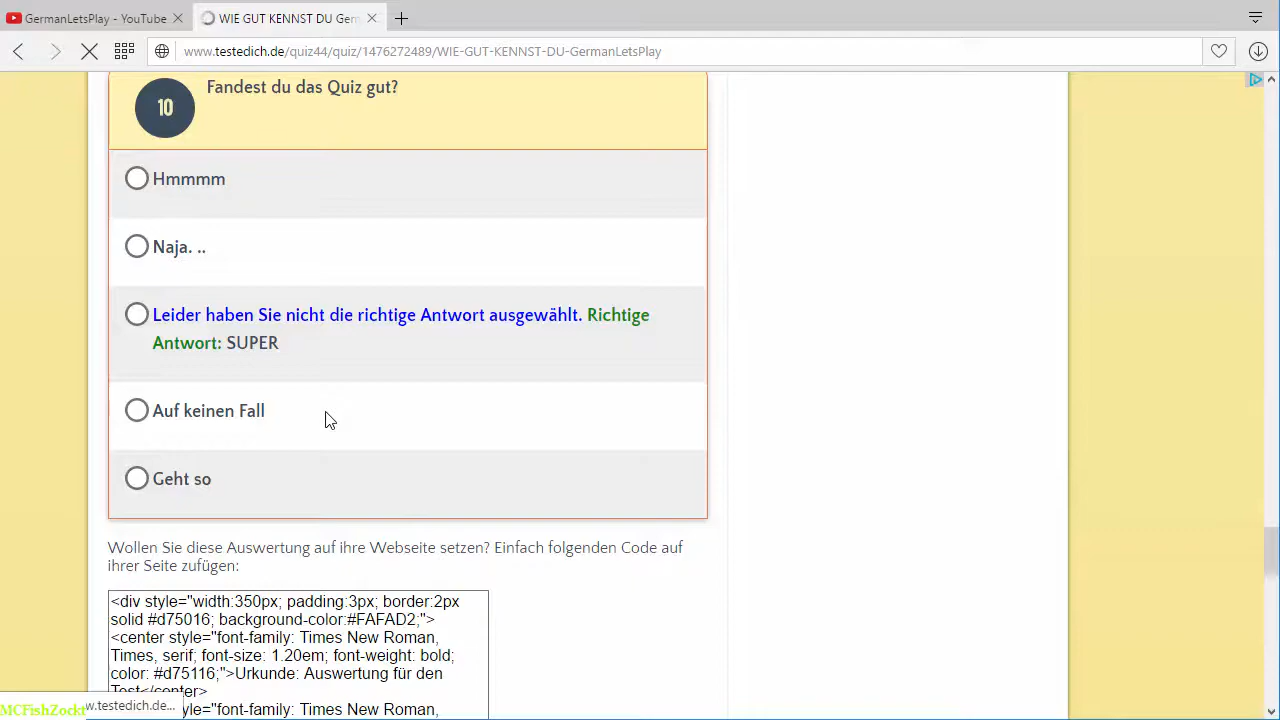 GermanLetsPlay - YouTube
WIE GUT KENNST DU Gern
www.testedich.de/quiz44/quiz/1476272489/WIE-GUT-KENNST-DU-GermanLetsPlay
Fandest du das Quiz gut?
10
Hmmmm
Naja. ..
Leider haben Sie nicht die richtige Antwort ausgewählt. Richtige
Antwort: SUPER
Auf keinen Fall
Geht so
Wollen Sie diese Auswertung auf ihre Webseite setzen? Einfach folgenden Code auf
ihrer Seite zufügen:
<div style="width:350px; padding:3px; border:2px
solid #d75016; background-color:#FAFAD2;">
<center style="font-family: Times New Roman,
Times, serif; font-size: 1.20em; font-weight: bold;
color: #d75116;">Urkunde: Auswertung für den
Test</center>
yle="font-family: Times New Roman,
MCFishZockt
w.testedich.de...